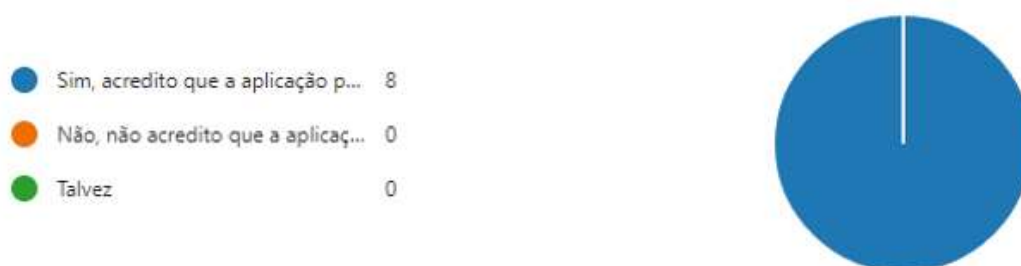 Sim, acredito que a aplicação p... 8
Não, não acredito que a aplicaç... 0
Talvez 0